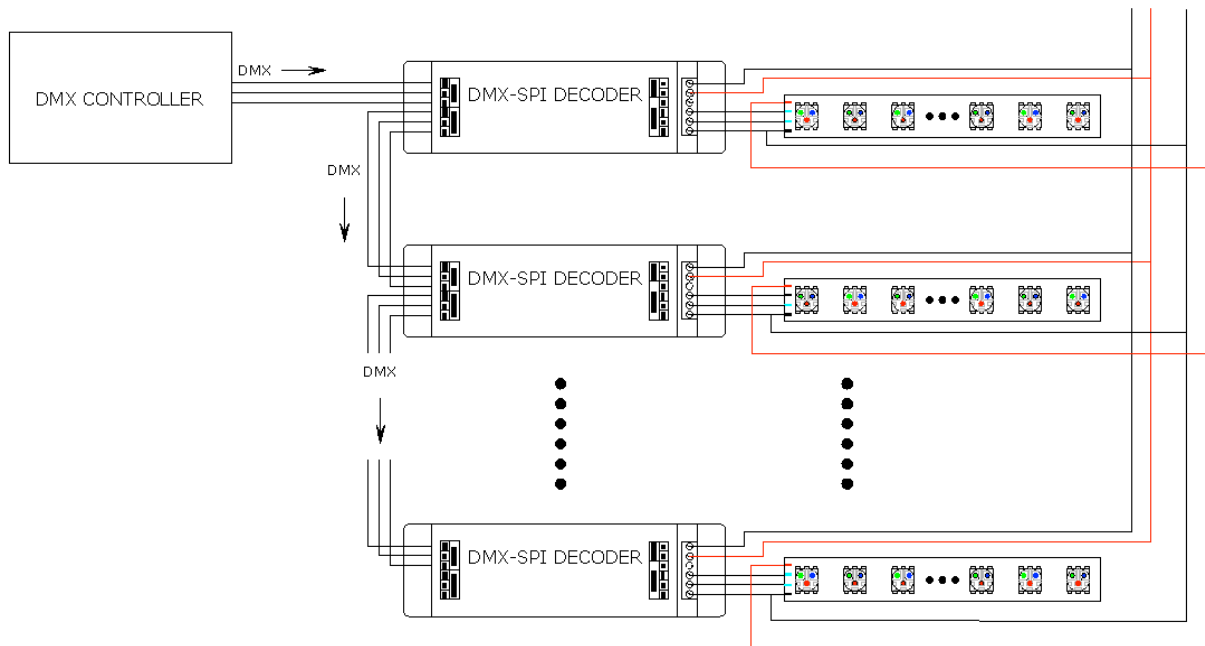 DMX
DMX CONTROLLER
DMX-SPI DECODER
DMX
DMX-SPI DECODER
DMX
DMX-SPI DECODER